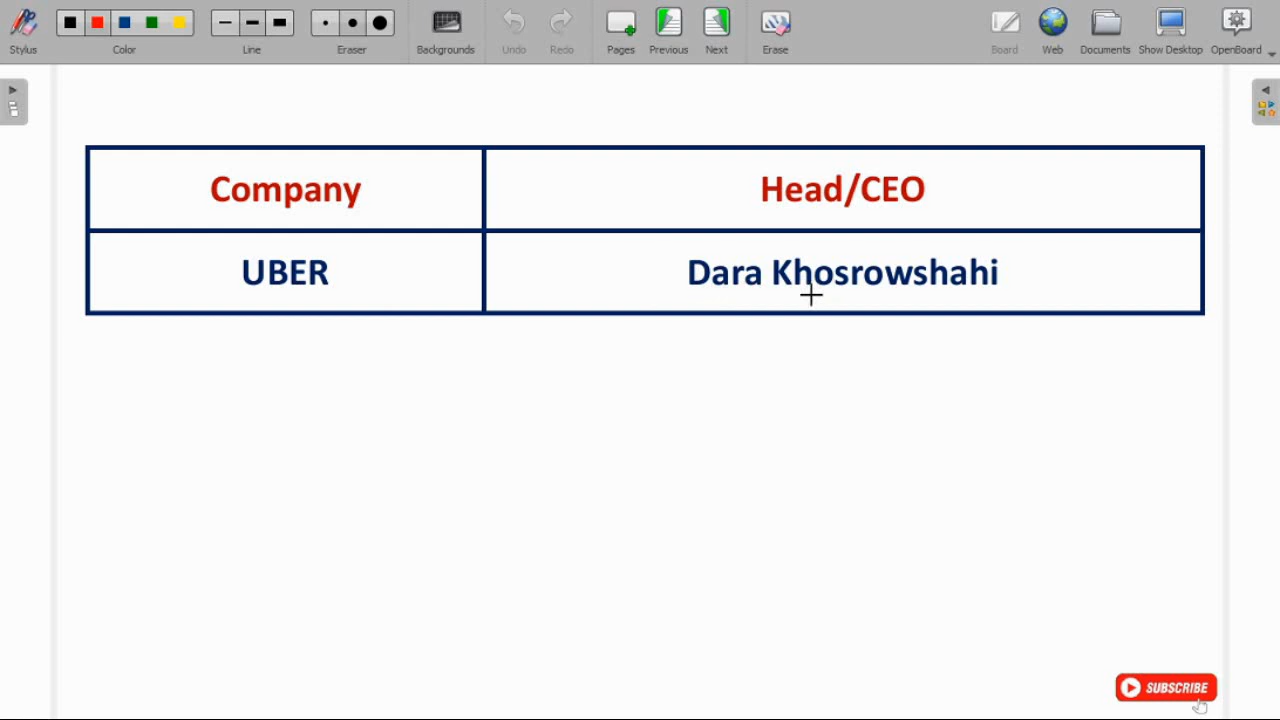 Stylus Color Line Eraser Backgrounds Undo Redo Pages Previous Next Erase Board Web Documents Show Desktop OpenBoard
Company Head/CEO
UBER Dara Khosrowshahi
SUBSCRIBE